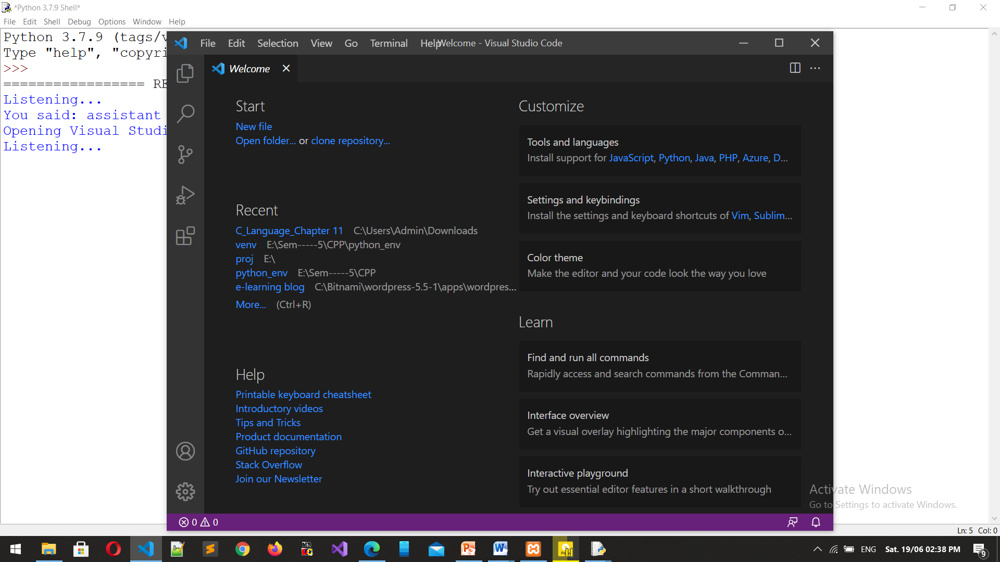 *Python 3.7.9 Shell*
File Edit Shell Debug Options Window Help
Python 3.7.9 (tags/v
Type "help", "copyri
>>>
================= RE
Listening...
You said: assistant
Opening Visual Studi
Listening...
File Edit Selection View Go Terminal Help
Welcome - Visual Studio Code
Welcome
Start
New file
Open folder... or clone repository...
Recent
C_Language_Chapter 11 C:\Users\Admin\Downloads
venv E:\Sem-----5\CPP\python_env
proj E:\
python_env E:\Sem-----5\CPP
e-learning blog C:\Bitnami\wordpress-5.5-1\apps\wordpres...
More... (Ctrl+R)
Help
Printable keyboard cheatsheet
Introductory videos
Tips and Tricks
Product documentation
GitHub repository
Stack Overflow
Join our Newsletter
Customize
Tools and languages
Install support for JavaScript, Python, Java, PHP, Azure, D...
Settings and keybindings
Install the settings and keyboard shortcuts of Vim, Sublim...
Color theme
Make the editor and your code look the way you love
Learn
Find and run all commands
Rapidly access and search commands from the Comman...
Interface overview
Get a visual overlay highlighting the major components o...
Interactive playground
Try out essential editor features in a short walkthrough
Activate Windows
Go to Settings to activate Windows.
0 0
Ln: 5 Col: 0
ENG Sat. 19/06 02:38 PM 9